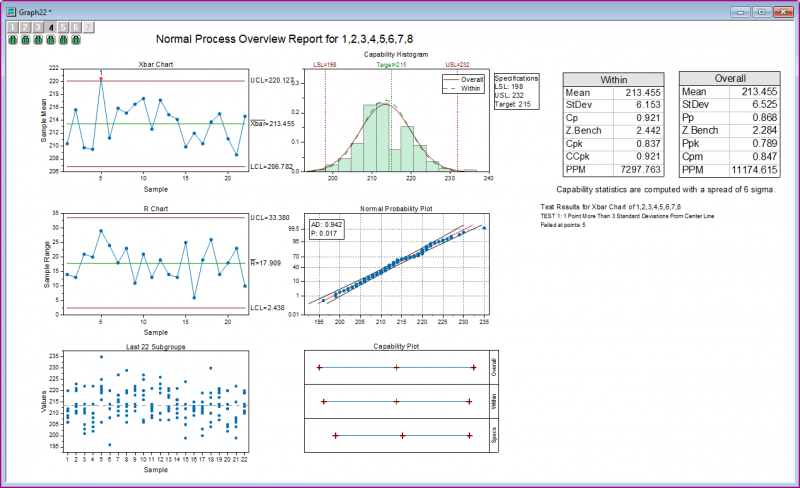 Graph22 *
1 2 3 4 5 6 7
Normal Process Overview Report for 1,2,3,4,5,6,7,8
Xbar Chart
Sample Mean
222
220
218
216
214
212
210
208
206
205
5 10 15 20
Sample
1
UCL=220.127
Xbar=213.455
LCL=206.782
Capability Histogram
LSL=198 Target=215 USL=232
Overall
Within
0.3
0.2
0.1
0.0
200 210 220 230 240
Specifications
LSL: 198
USL: 232
Target: 215
Within
Mean 213.455
StDev 6.153
Cp 0.921
Z.Bench 2.442
Cpk 0.837
CCpk 0.921
PPM 7297.763
Overall
Mean 213.455
StDev 6.525
Pp 0.868
Z.Bench 2.284
Ppk 0.789
Cpm 0.847
PPM 11174.615
Capability statistics are computed with a spread of 6 sigma.
Test Results for Xbar Chart of 1,2,3,4,5,6,7,8
TEST 1: 1 Point More Than 3 Standard Deviations From Center Line
Failed at points: 5
R Chart
Sample Range
35
30
25
20
15
10
5
0
5 10 15 20
Sample
UCL=33.380
R=17.909
LCL=2.438
Normal Probability Plot
AD: 0.942
P: 0.017
99.5
95
70
40
10
1
0.01
195 200 205 210 215 220 225 230 235
Last 22 Subgroups
Values
235
230
225
220
215
210
205
200
195
1 2 3 4 5 6 7 8 9 10 11 12 13 14 15 16 17 18 19 20 21 22
Sample
Capability Plot
Overall
Within
Specs